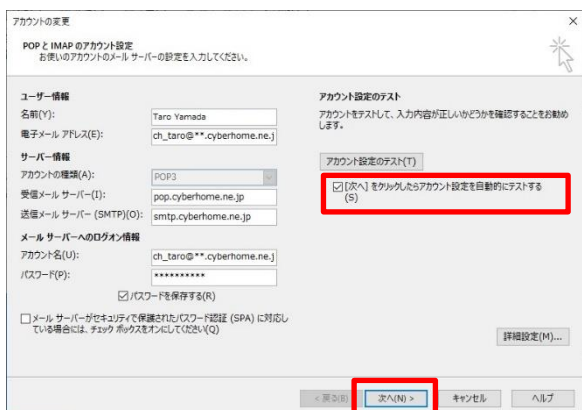 アカウントの変更
POP と IMAP のアカウント設定
お使いのアカウントのメール サーバーの設定を入力してください。
ユーザー情報
名前(Y):
Taro Yamada
電子メール アドレス(E):
ch_taro@**.cyberhome.ne.j
サーバー情報
アカウントの種類(A):
POP3
受信メール サーバー(I):
pop.cyberhome.ne.jp
送信メール サーバー (SMTP)(O):
smtp.cyberhome.ne.jp
メール サーバーへのログオン情報
アカウント名(U):
ch_taro@**.cyberhome.ne.j
パスワード(P):
**********
パスワードを保存する(R)
メール サーバーがセキュリティで保護されたパスワード認証 (SPA) に対応し
ている場合には、チェック ボックスをオンにしてください(Q)
アカウント設定のテスト
アカウントをテストして、入力内容が正しいかどうかを確認することをお勧め
します。
アカウント設定のテスト(T)
[次へ] をクリックしたらアカウント設定を自動的にテストする
(S)
詳細設定(M)...
< 戻る(B)
次へ(N) >
キャンセル
ヘルプ